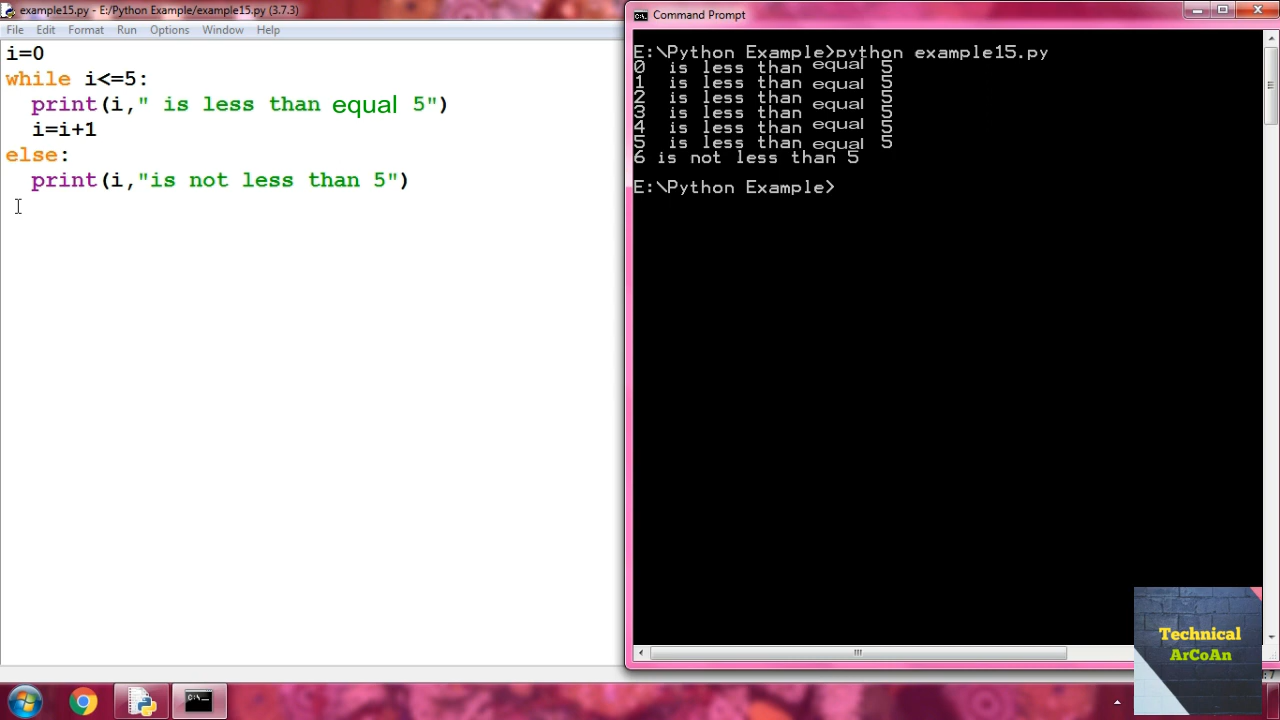 example15.py - E:/Python Example/example15.py (3.7.3)
File Edit Format Run Options Window Help
i=0
while i<=5:
  print(i," is less than equal 5")
  i=i+1
else:
  print(i,"is not less than 5")
Command Prompt
E:\Python Example>python example15.py
0  is less than equal 5
1  is less than equal 5
2  is less than equal 5
3  is less than equal 5
4  is less than equal 5
5  is less than equal 5
6 is not less than 5
E:\Python Example>
Technical
ArCoAn
: 7